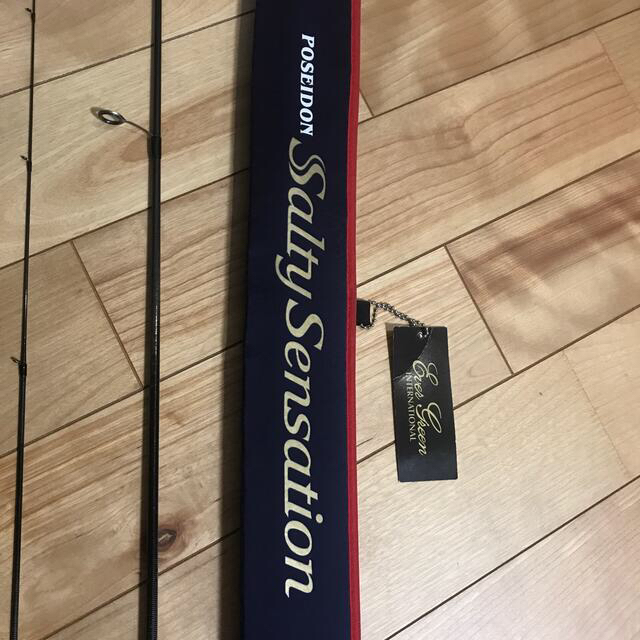 POSEIDON
Salty Sensation
Ever Green
INTERNATIONAL